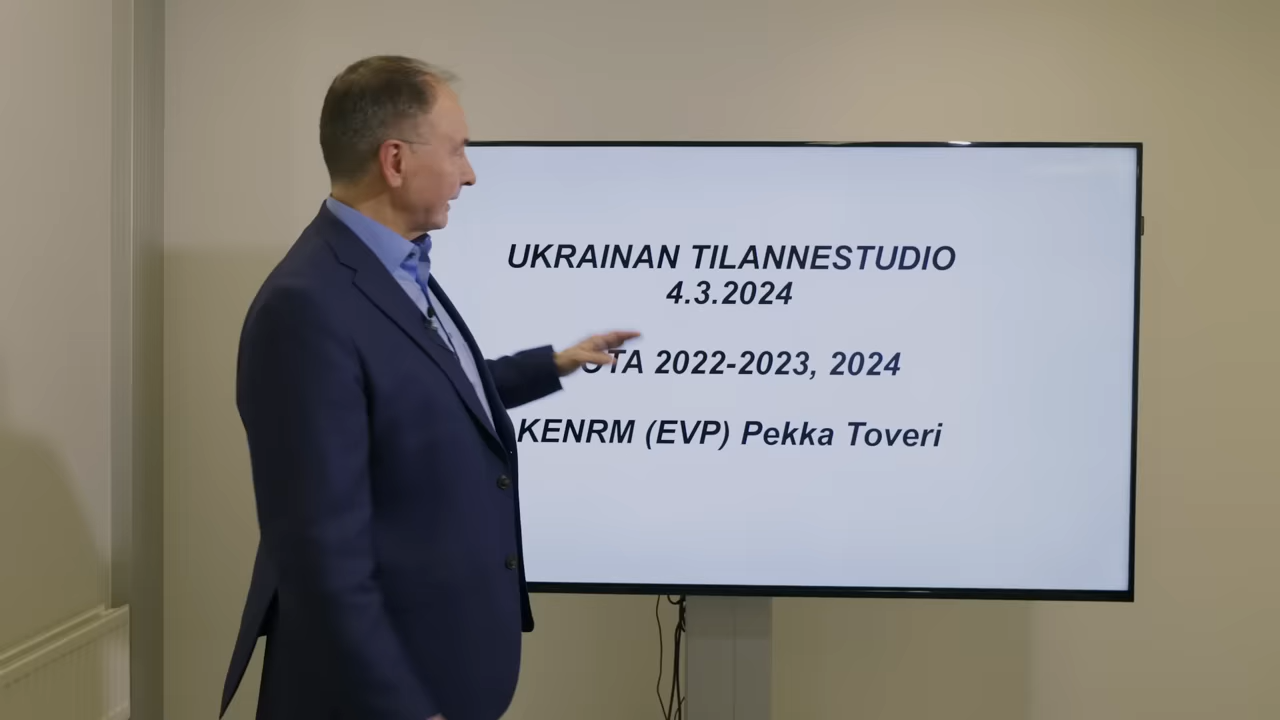 UKRAINAN TILANNESTUDIO
4.3.2024
2022-2023, 2024
KENRM (EVP) Pekka Toveri